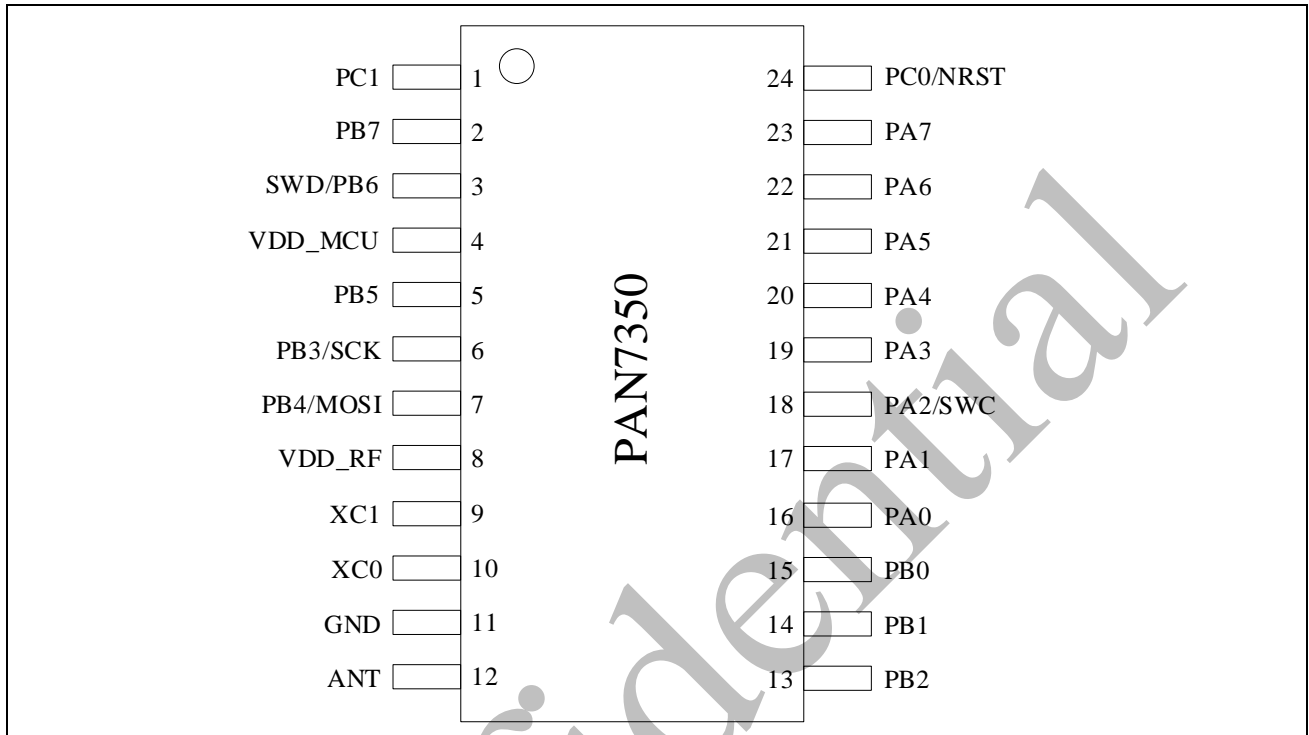 PC1 1 24 PC0/NRST
PB7 2 23 PA7
SWD/PB6 3 22 PA6
VDD_MCU 4 21 PA5
PB5 5 20 PA4
PB3/SCK 6 19 PA3
PB4/MOSI 7 18 PA2/SWC
VDD_RF 8 17 PA1
XC1 9 16 PA0
XC0 10 15 PB0
GND 11 14 PB1
ANT 12 13 PB2
PAN7350
fidential